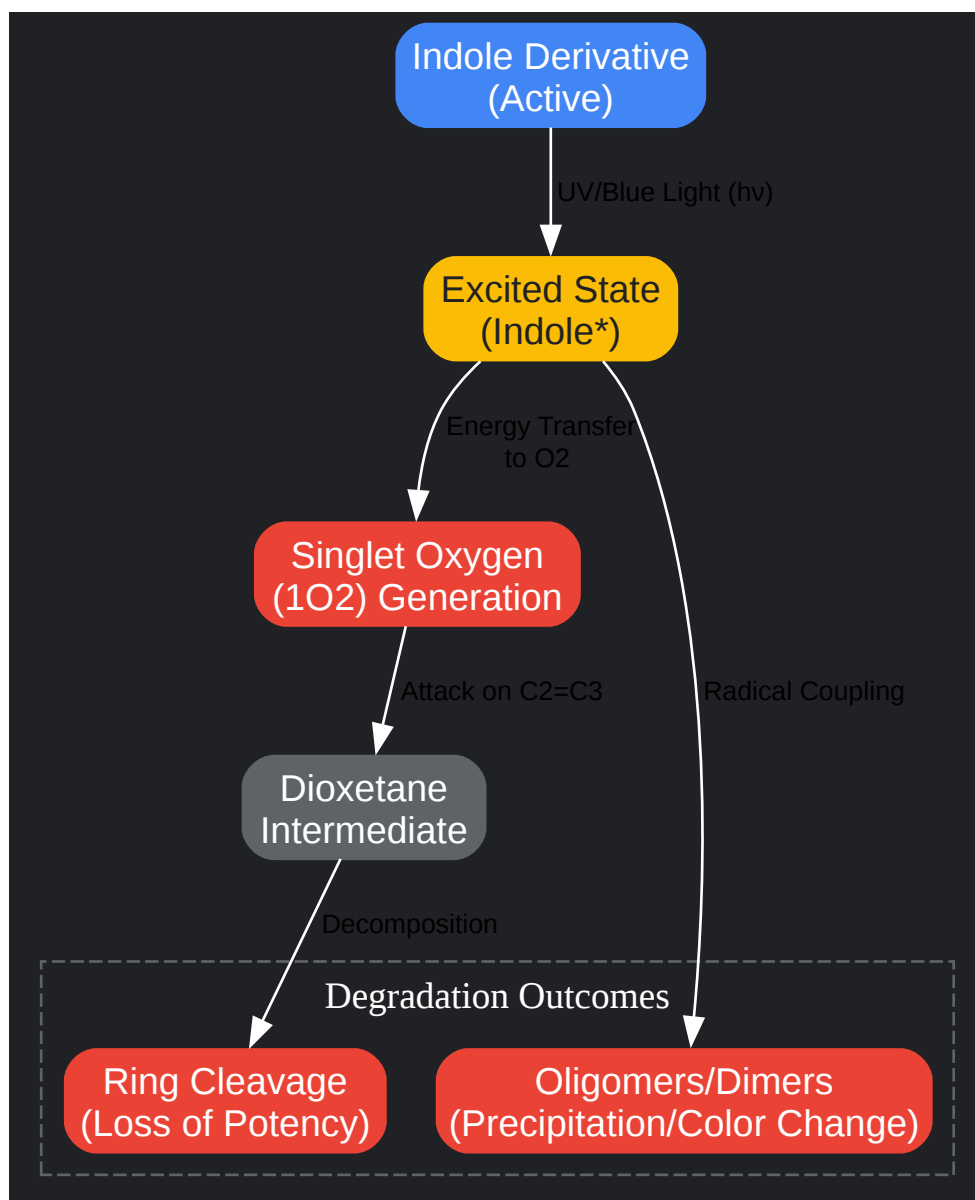 Indole Derivative
(Active)
UV/Blue Light (hν)
Excited State
(Indole*)
Energy Transfer
to O2
Singlet Oxygen
(1O2) Generation
Attack on C2=C3
Radical Coupling
Dioxetane
Intermediate
Decomposition
Degradation Outcomes
Ring Cleavage
(Loss of Potency)
Oligomers/Dimers
(Precipitation/Color Change)